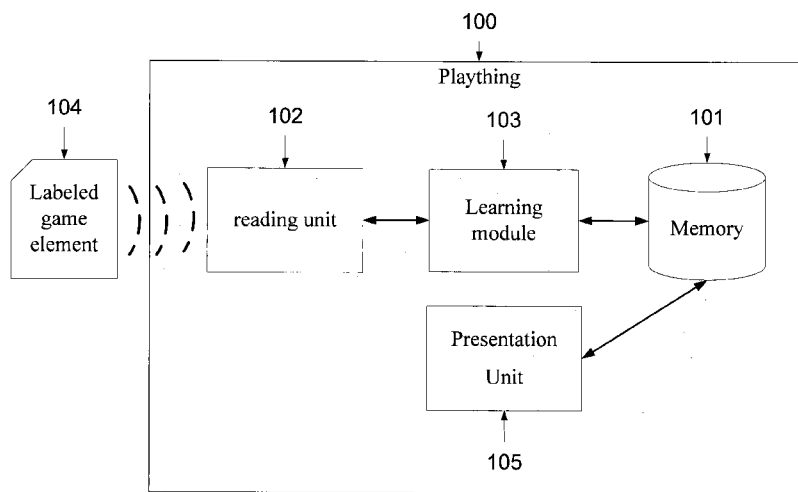 100
Plaything
104
102
103
101
Labeled
game
element
reading unit
Learning
module
Memory
Presentation
Unit
105